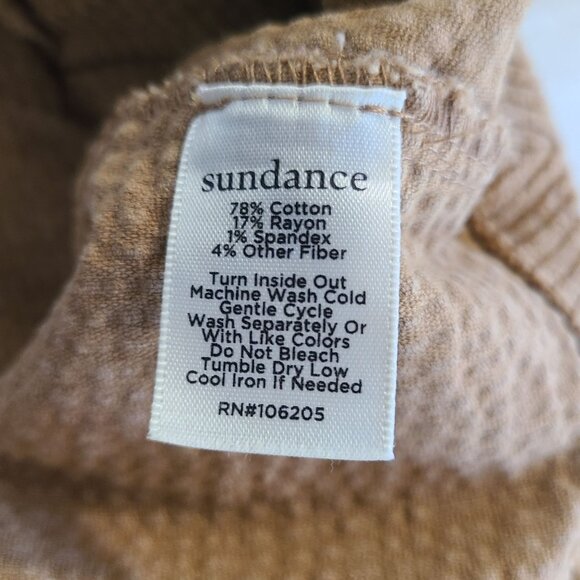 sundance
78% Cotton
17% Rayon
1% Spandex
4% Other Fiber
Turn Inside Out
Machine Wash Cold
Gentle Cycle
Wash Separately Or
With Like Colors
Do Not Bleach
Tumble Dry Low
Cool Iron If Needed
RN#106205